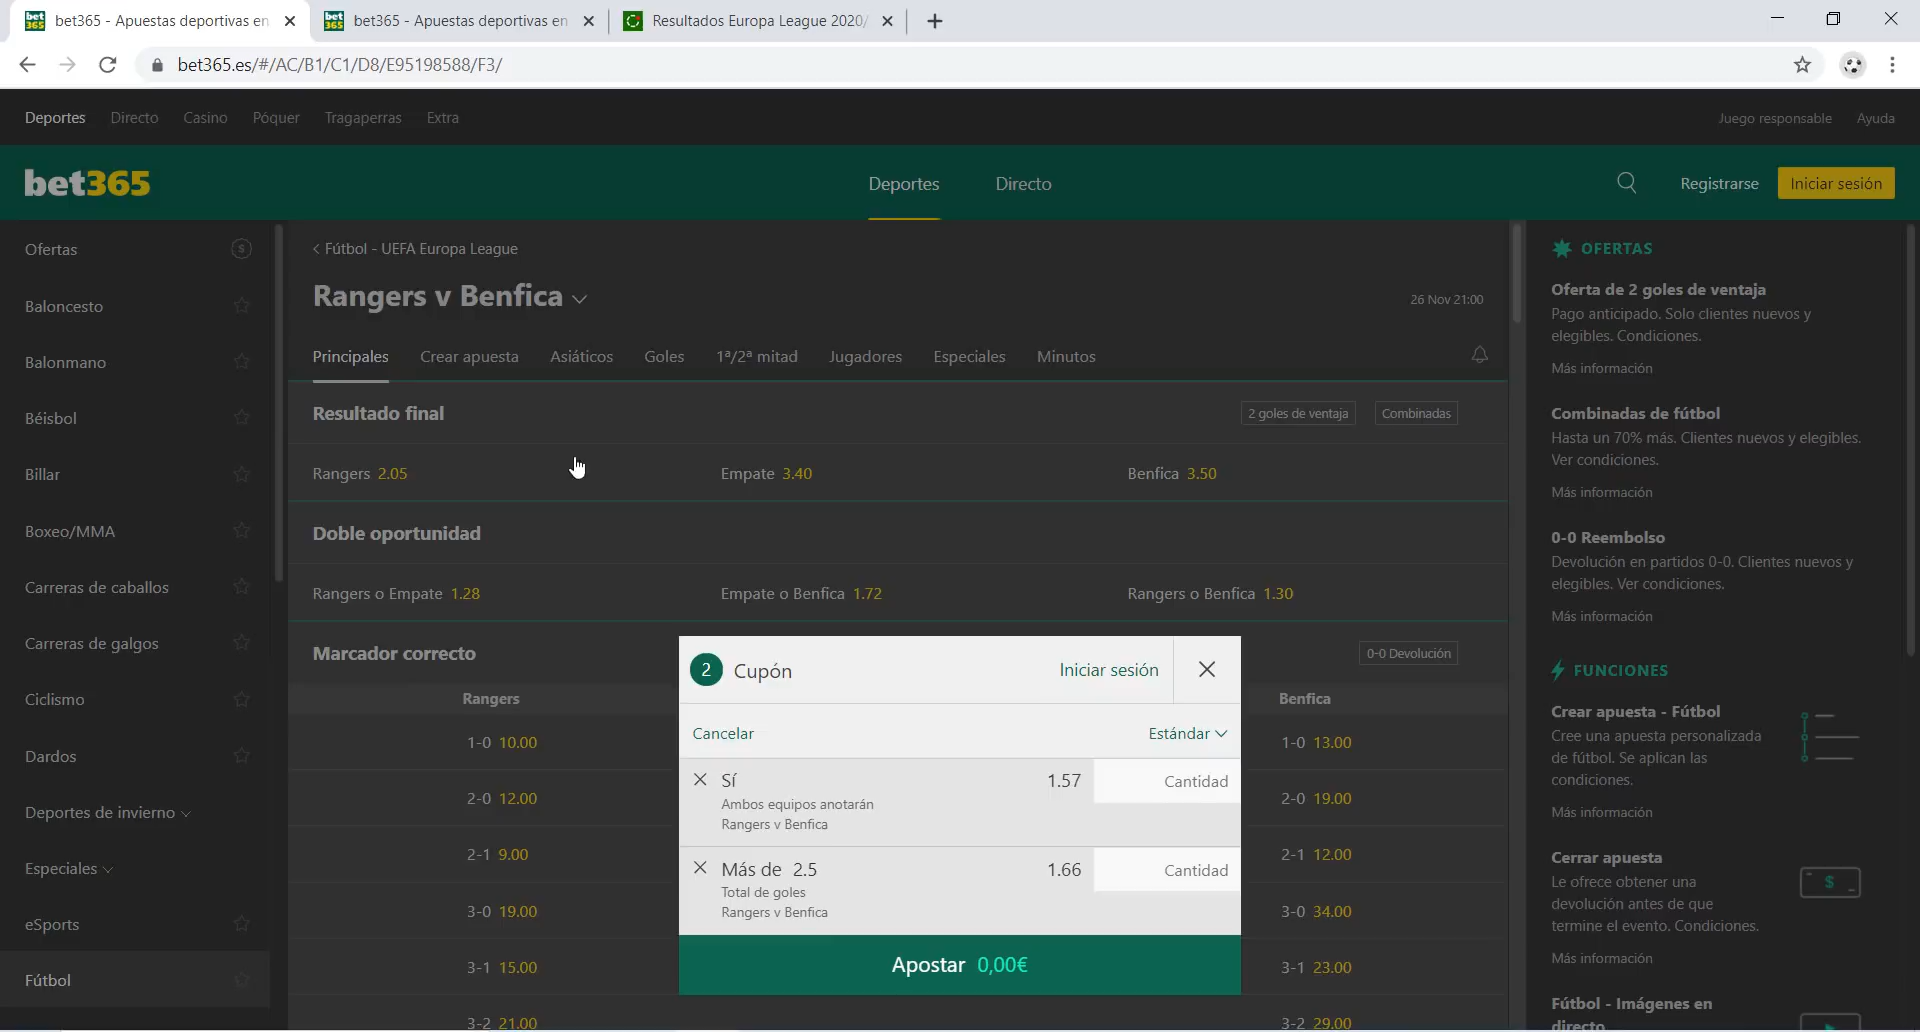 bet365 - Apuestas deportivas en
bet365 - Apuestas deportivas en
Resultados Europa League 2020/
bet365.es/#/AC/B1/C1/D8/E95198588/F3/
Deportes Directo Casino Póquer Tragaperras Extra
Juego responsable Ayuda
bet365
Deportes Directo
Registrarse Iniciar sesión
Ofertas
Baloncesto
Balonmano
Béisbol
Billar
Boxeo/MMA
Carreras de caballos
Carreras de galgos
Ciclismo
Dardos
Deportes de invierno
Especiales
eSports
Fútbol
< Fútbol - UEFA Europa League
Rangers v Benfica
26 Nov 21:00
Principales Crear apuesta Asiáticos Goles 1ª/2ª mitad Jugadores Especiales Minutos
Resultado final 2 goles de ventaja Combinadas
Rangers 2.05 Empate 3.40 Benfica 3.50
Doble oportunidad
Rangers o Empate 1.28 Empate o Benfica 1.72 Rangers o Benfica 1.30
Marcador correcto 0-0 Devolución
Rangers Benfica
1-0 10.00 1-0 13.00
2-0 12.00 2-0 19.00
2-1 9.00 2-1 12.00
3-0 19.00 3-0 34.00
3-1 15.00 3-1 23.00
3-2 21.00 3-2 29.00
2 Cupón Iniciar sesión
Cancelar Estándar
Sí 1.57 Cantidad
Ambos equipos anotarán
Rangers v Benfica
Más de 2.5 1.66 Cantidad
Total de goles
Rangers v Benfica
Apostar 0,00€
OFERTAS
Oferta de 2 goles de ventaja
Pago anticipado. Solo clientes nuevos y
elegibles. Condiciones.
Más información
Combinadas de fútbol
Hasta un 70% más. Clientes nuevos y elegibles.
Ver condiciones.
Más información
0-0 Reembolso
Devolución en partidos 0-0. Clientes nuevos y
elegibles. Ver condiciones.
Más información
FUNCIONES
Crear apuesta - Fútbol
Cree una apuesta personalizada
de fútbol. Se aplican las
condiciones.
Más información
Cerrar apuesta
Le ofrece obtener una
devolución antes de que
termine el evento. Condiciones.
Más información
Fútbol - Imágenes en
directo